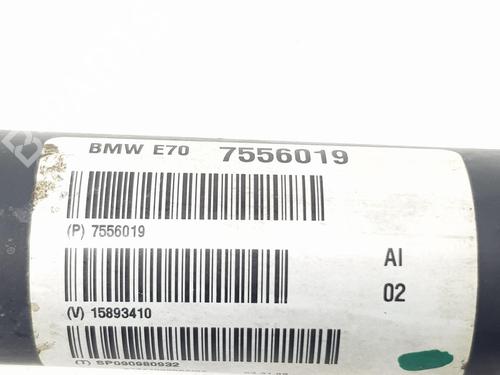 BMW E70 7556019
(P) 7556019
AI
02
(V) 15893410
(T) SP090980932